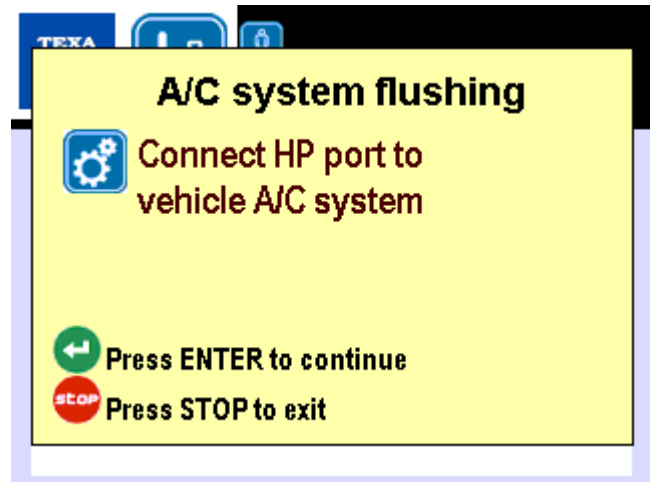 TEXA
A/C system flushing
Connect HP port to
vehicle A/C system
Press ENTER to continue
stop Press STOP to exit